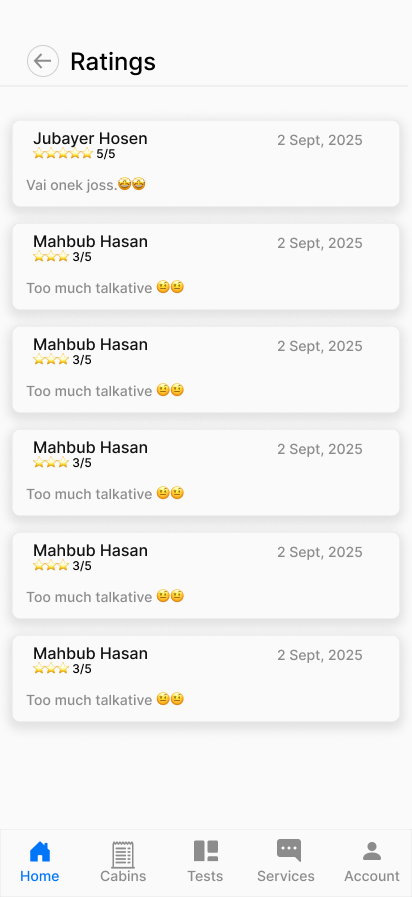 Ratings
Jubayer Hosen
2 Sept, 2025
⭐⭐⭐⭐⭐ 5/5
Vai onek joss.🤩🤩
Mahbub Hasan
2 Sept, 2025
⭐⭐⭐ 3/5
Too much talkative 🤕🤕
Mahbub Hasan
2 Sept, 2025
⭐⭐⭐ 3/5
Too much talkative 🤕🤕
Mahbub Hasan
2 Sept, 2025
⭐⭐⭐ 3/5
Too much talkative 🤕🤕
Mahbub Hasan
2 Sept, 2025
⭐⭐⭐ 3/5
Too much talkative 🤕🤕
Mahbub Hasan
2 Sept, 2025
⭐⭐⭐ 3/5
Too much talkative 🤕🤕
Home
Cabins
Tests
Services
Account